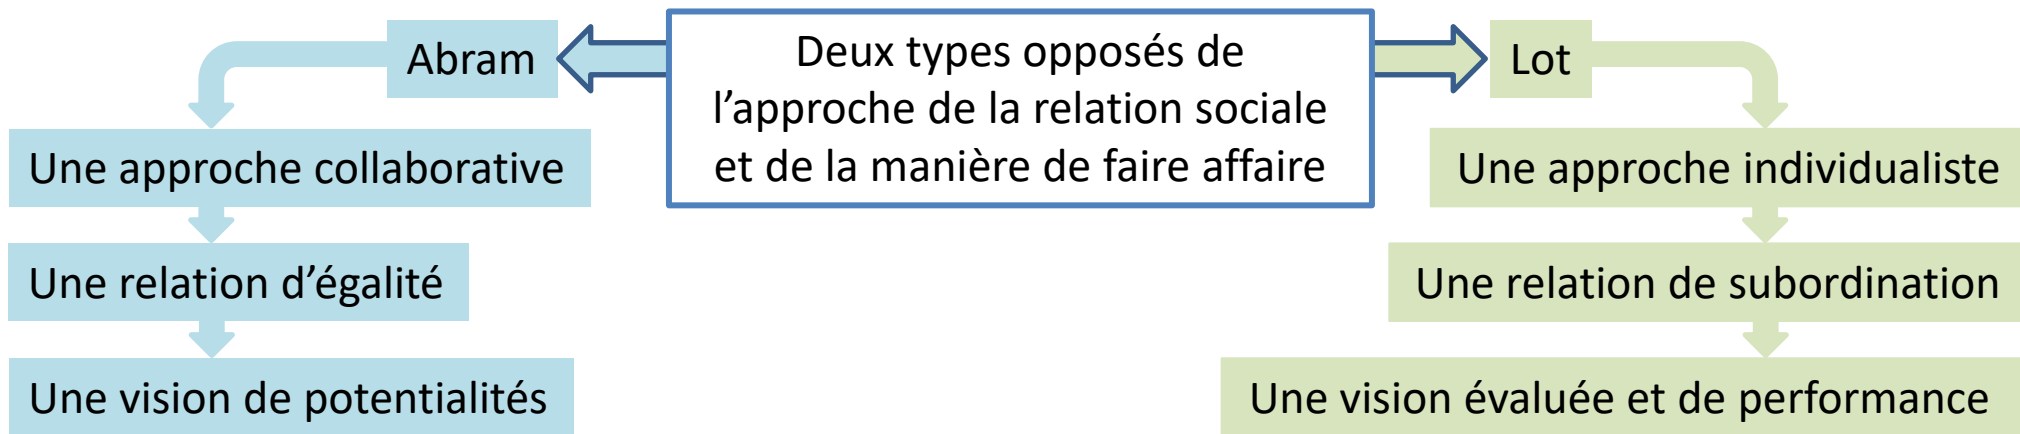 Deux types opposés de
l’approche de la relation sociale
et de la manière de faire affaire
Abram
Une approche collaborative
Une relation d’égalité
Une vision de potentialités
Lot
Une approche individualiste
Une relation de subordination
Une vision évaluée et de performance